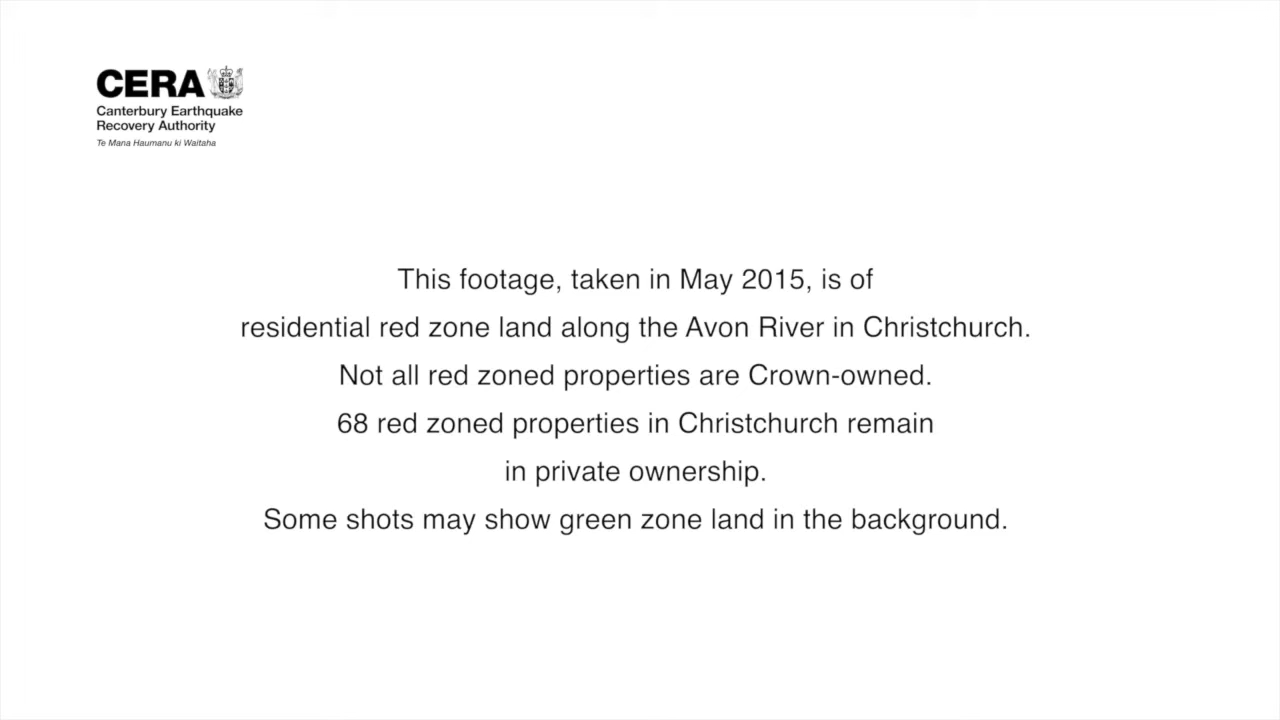 CERA
Canterbury Earthquake
Recovery Authority
Te Mana Haumanu ki Waitaha
This footage, taken in May 2015, is of
residential red zone land along the Avon River in Christchurch.
Not all red zoned properties are Crown-owned.
68 red zoned properties in Christchurch remain
in private ownership.
Some shots may show green zone land in the background.